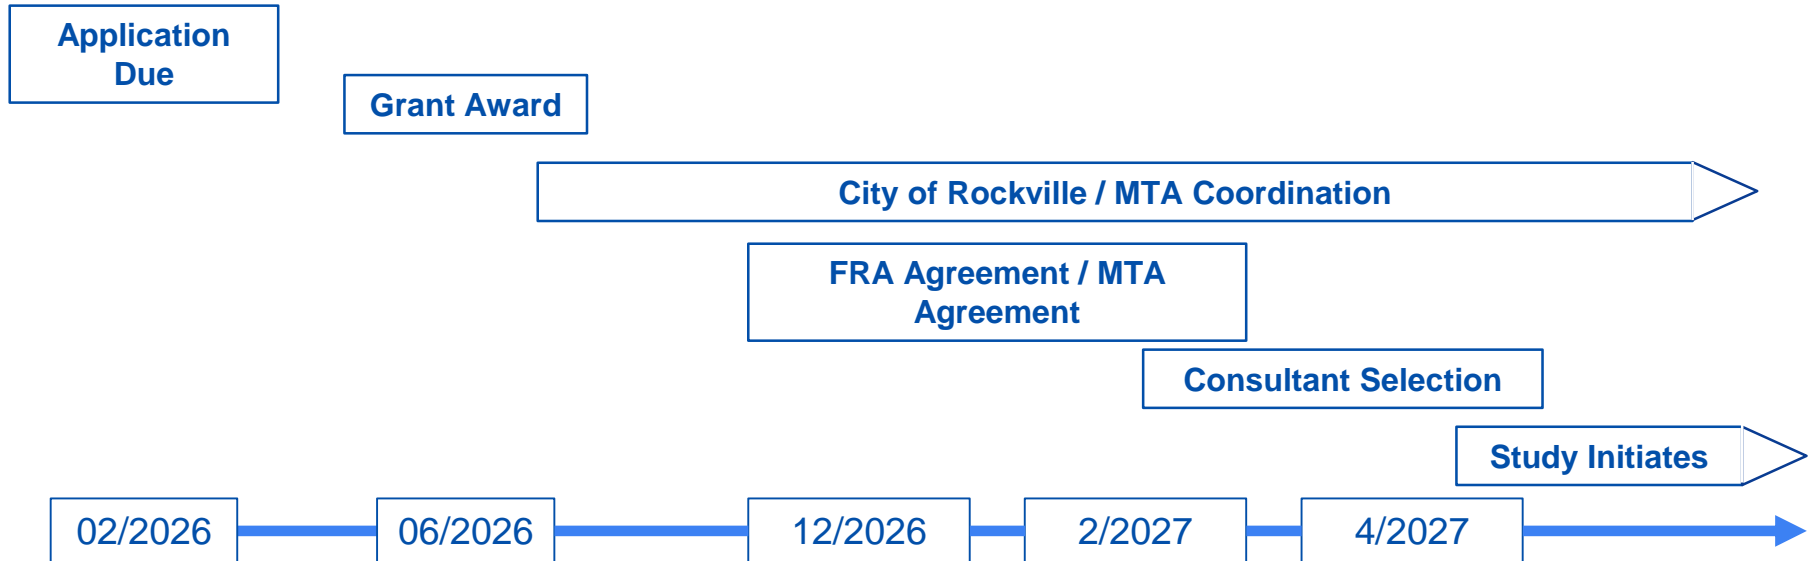 Application
Due
Grant Award
City of Rockville / MTA Coordination
FRA Agreement / MTA
Agreement
Consultant Selection
Study Initiates
02/2026
06/2026
12/2026
2/2027
4/2027